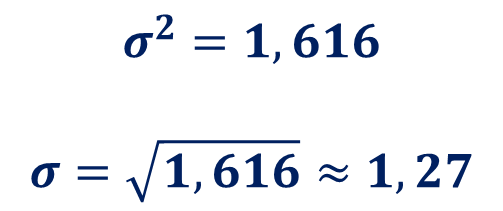 σ² = 1,616
σ = √1,616 ≈ 1,27